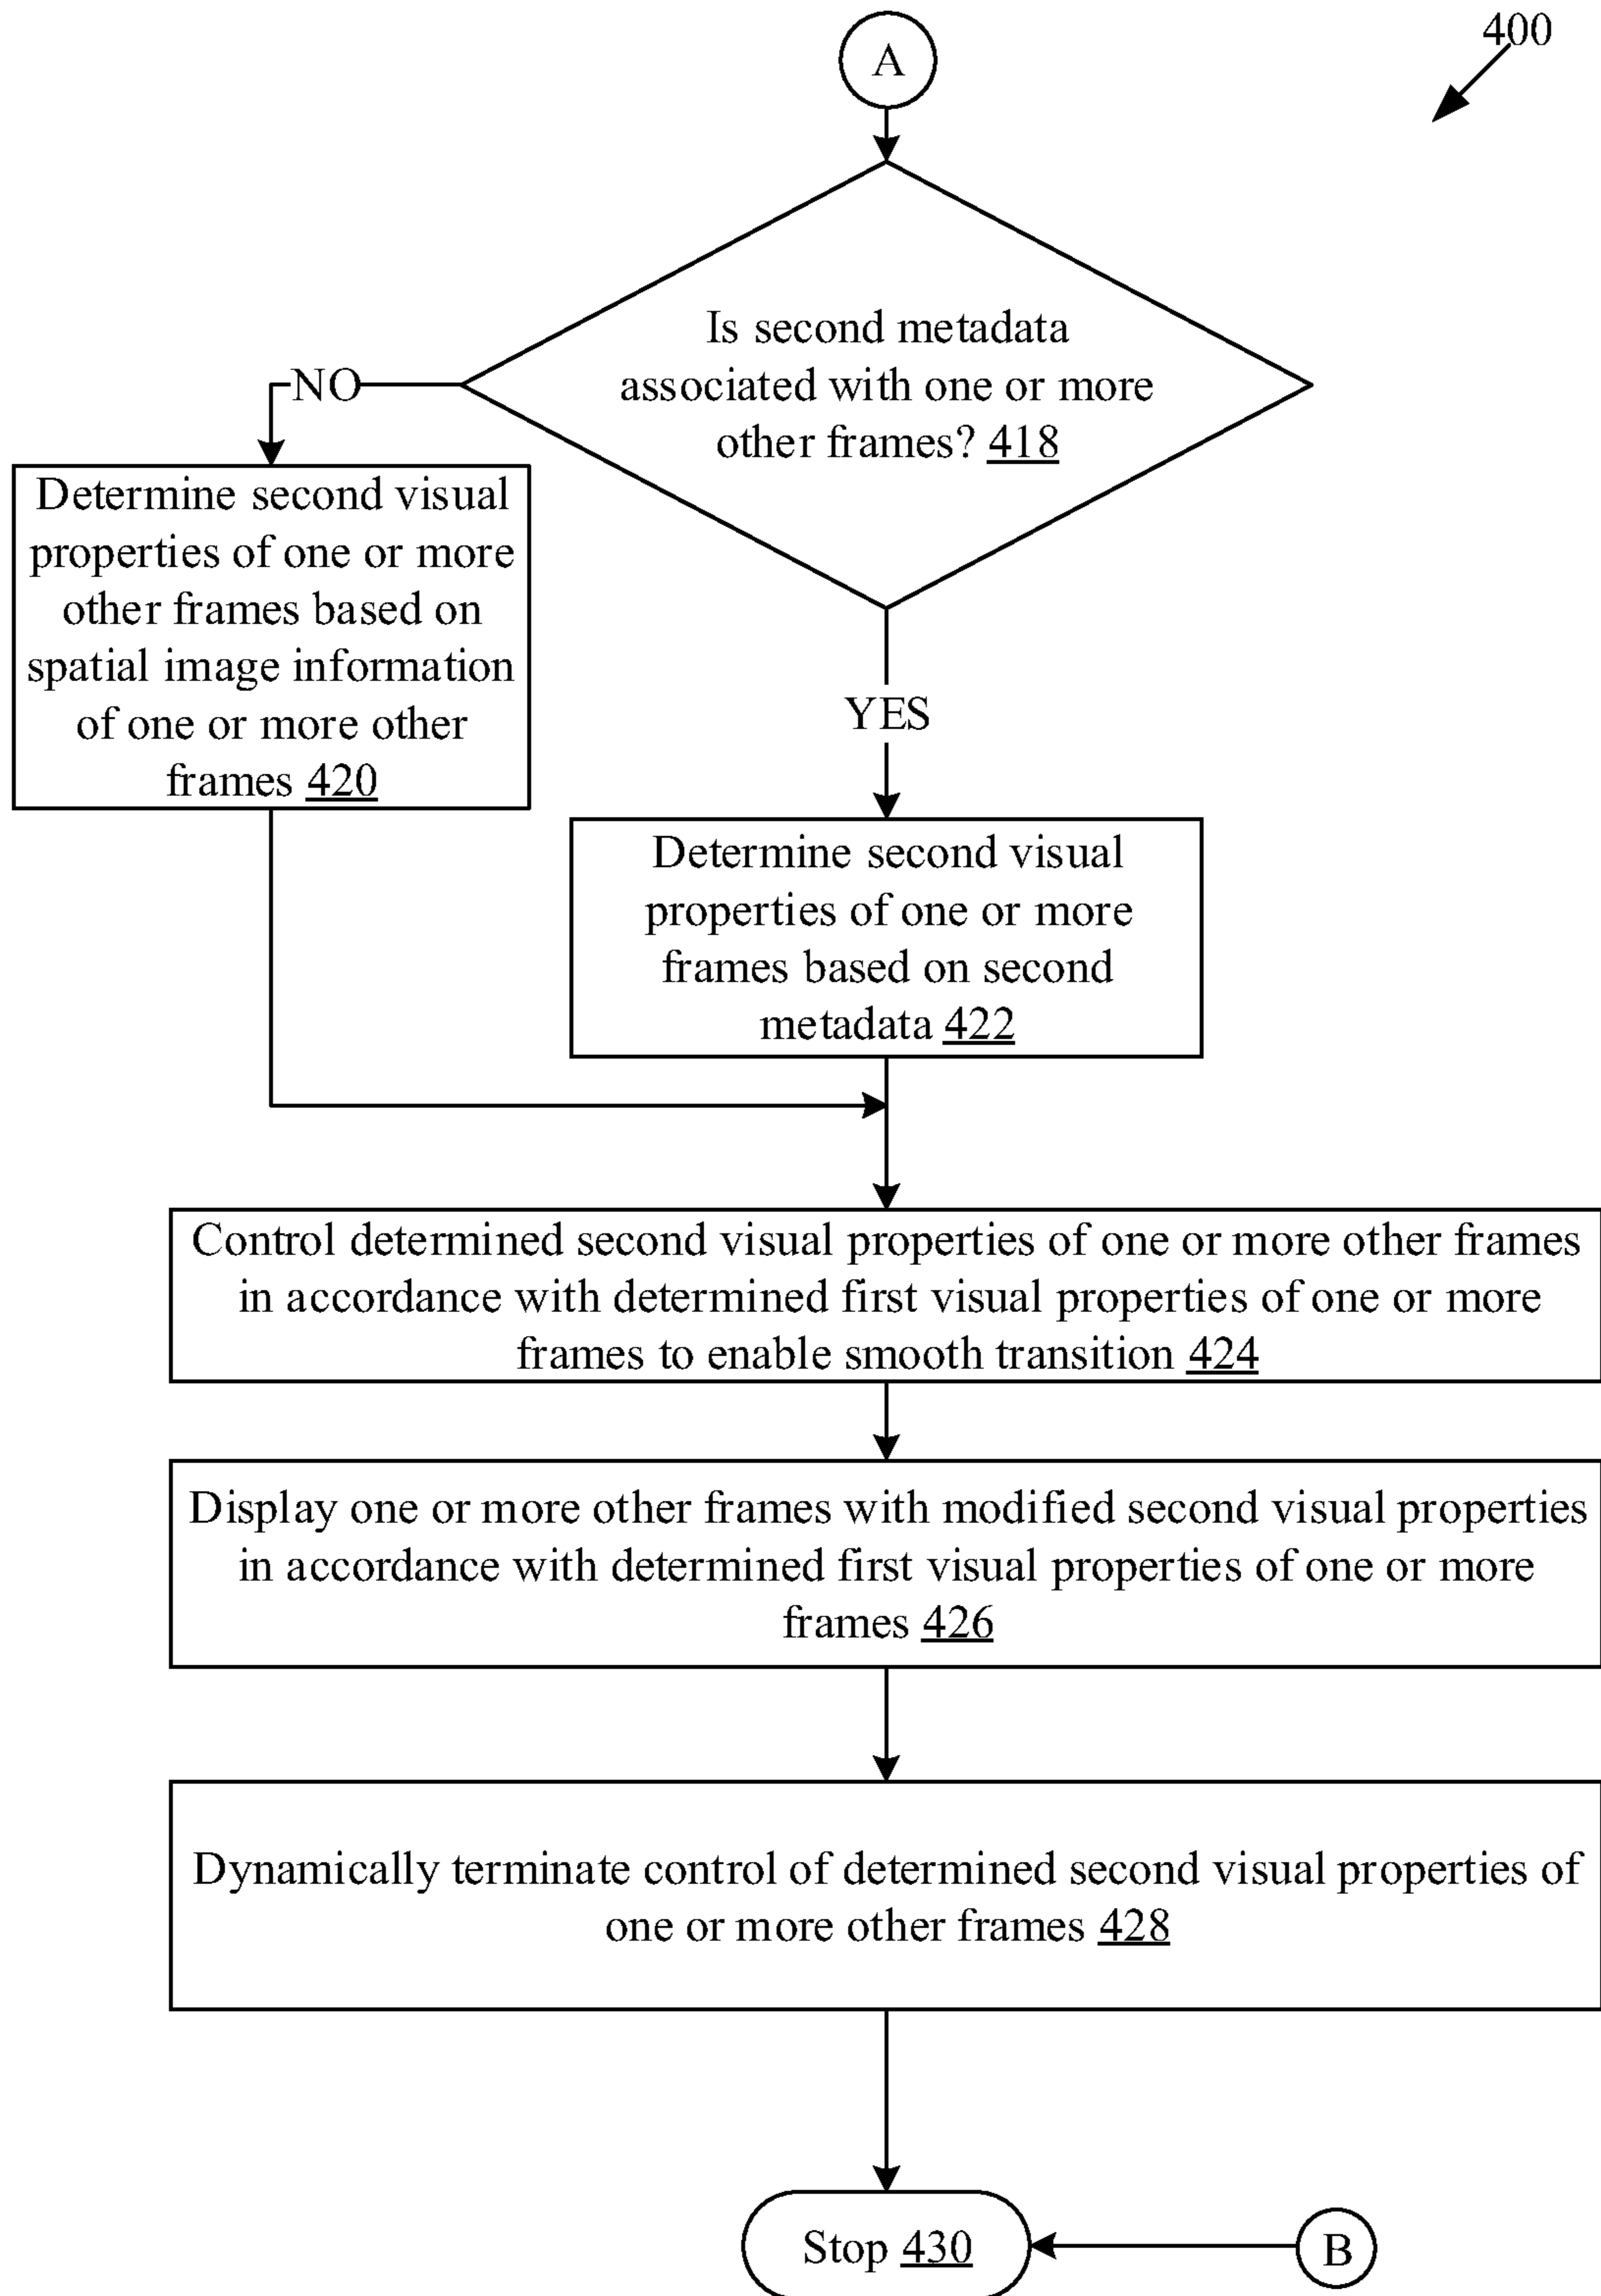 400
A
Is second metadata
associated with one or more
other frames? 418
NO
Determine second visual
properties of one or more
other frames based on
spatial image information
of one or more other
frames 420
YES
Determine second visual
properties of one or more
frames based on second
metadata 422
Control determined second visual properties of one or more other frames
in accordance with determined first visual properties of one or more
frames to enable smooth transition 424
Display one or more other frames with modified second visual properties
in accordance with determined first visual properties of one or more
frames 426
Dynamically terminate control of determined second visual properties of
one or more other frames 428
Stop 430
B